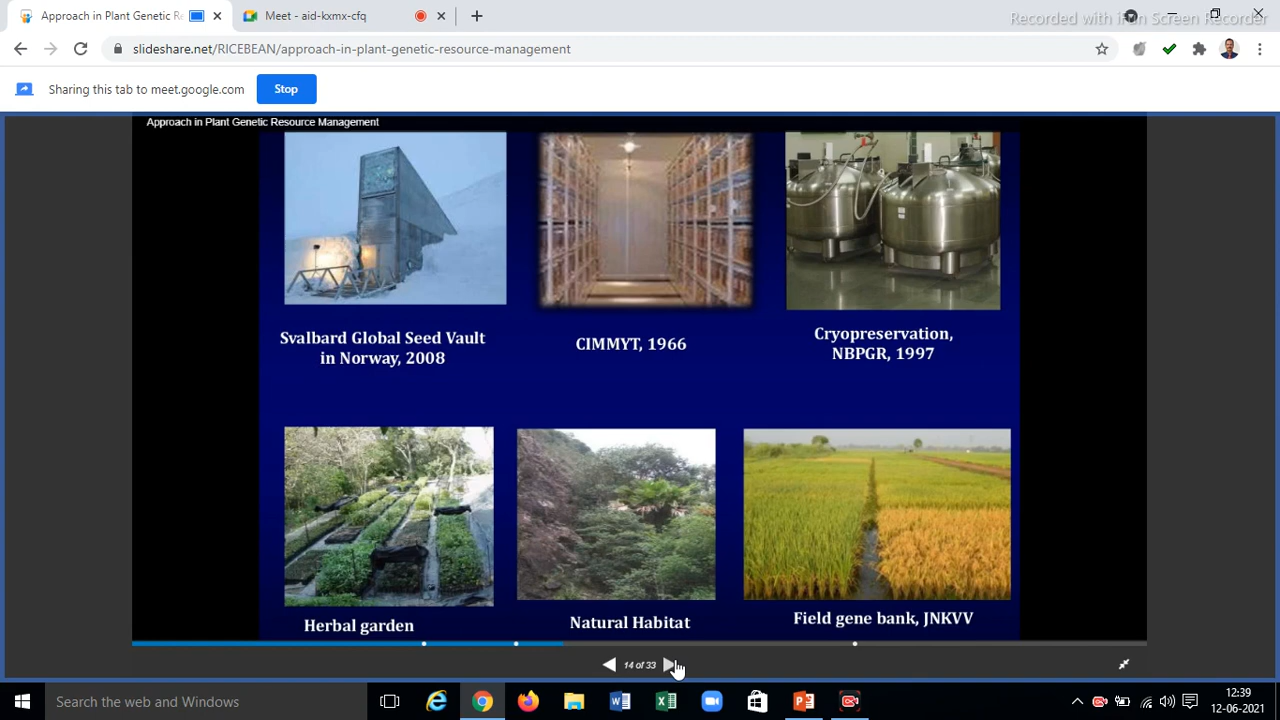 Approach in Plant Genetic Re
Meet - aid-kxmx-cfq
Recorded with iFun Screen Recorder
slideshare.net/RICEBEAN/approach-in-plant-genetic-resource-management
Sharing this tab to meet.google.com
Stop
Approach in Plant Genetic Resource Management
Svalbard Global Seed Vault
in Norway, 2008
CIMMYT, 1966
Cryopreservation,
NBPGR, 1997
Herbal garden
Natural Habitat
Field gene bank, JNKVV
14 of 33
Search the web and Windows
12:39
12-06-2021